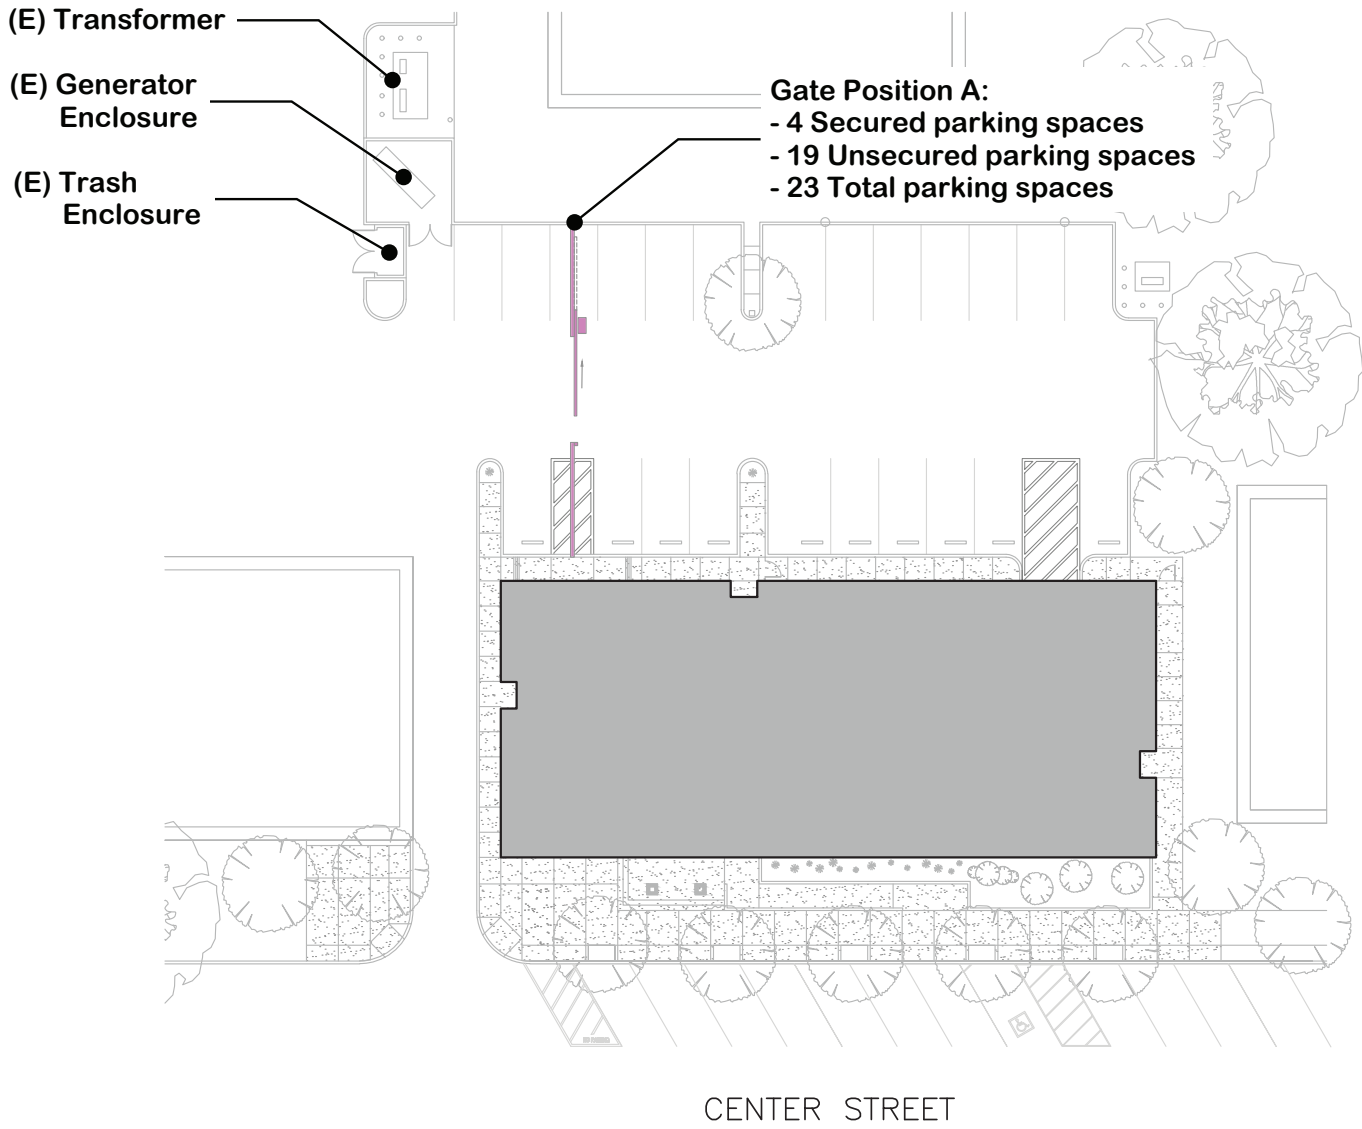 (E) Transformer
(E) Generator
Enclosure
(E) Trash
Enclosure
Gate Position A:
- 4 Secured parking spaces
- 19 Unsecured parking spaces
- 23 Total parking spaces
CENTER STREET